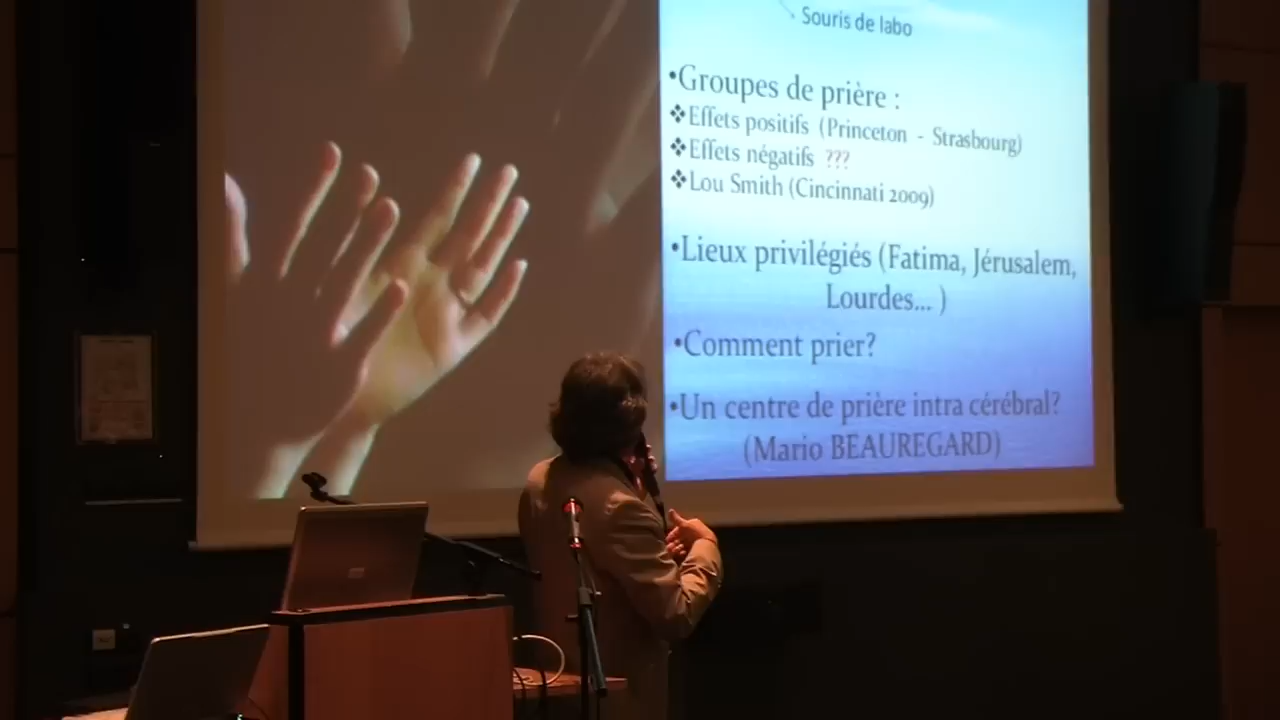 Souris de labo
•Groupes de prière :
❖Effets positifs (Princeton - Strasbourg)
❖Effets négatifs ???
❖Lou Smith (Cincinnati 2009)
•Lieux privilégiés (Fatima, Jérusalem,
Lourdes... )
•Comment prier?
•Un centre de prière intra cérébral?
(Mario BEAUREGARD)